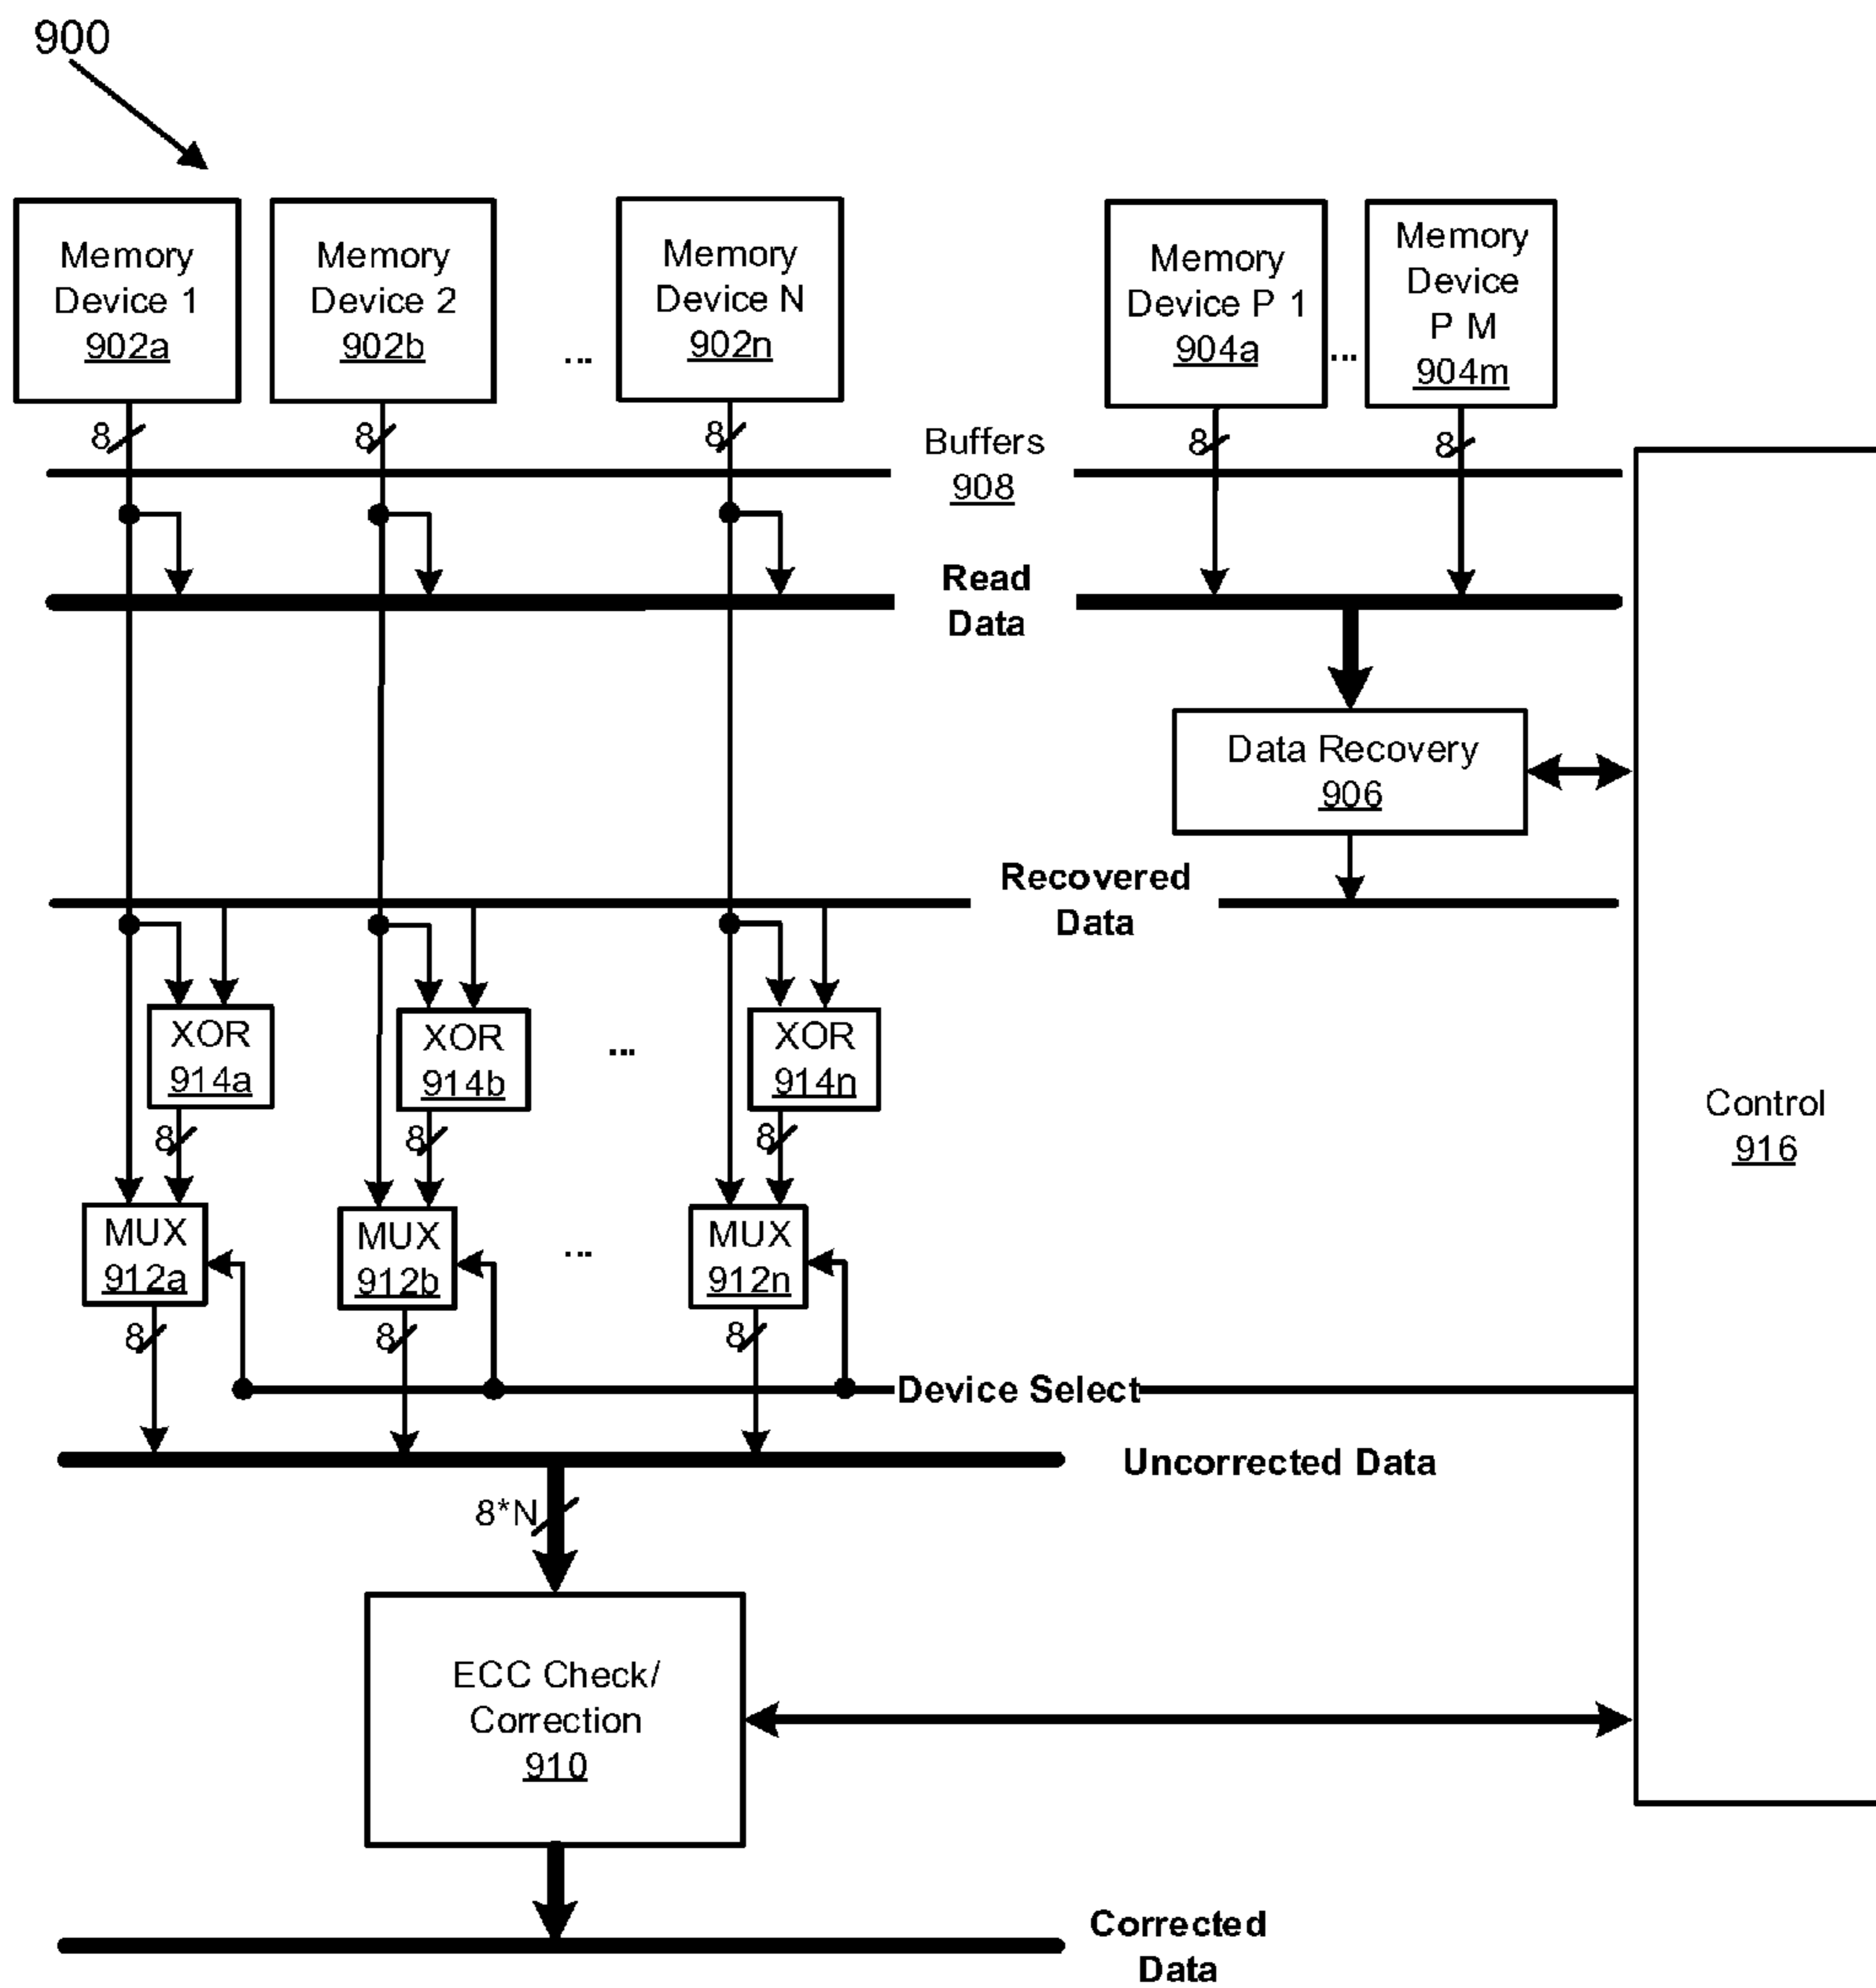 900
Memory
Device 1
902a
Memory
Device 2
902b
...
Memory
Device N
902n
Memory
Device P 1
904a
...
Memory
Device
P M
904m
8
8
8
8
8
Buffers
908
Read
Data
Data Recovery
906
Recovered
Data
XOR
914a
XOR
914b
...
XOR
914n
Control
916
8
8
8
MUX
912a
MUX
912b
...
MUX
912n
8
8
8
Device Select
Uncorrected Data
8*N
ECC Check/
Correction
910
Corrected
Data